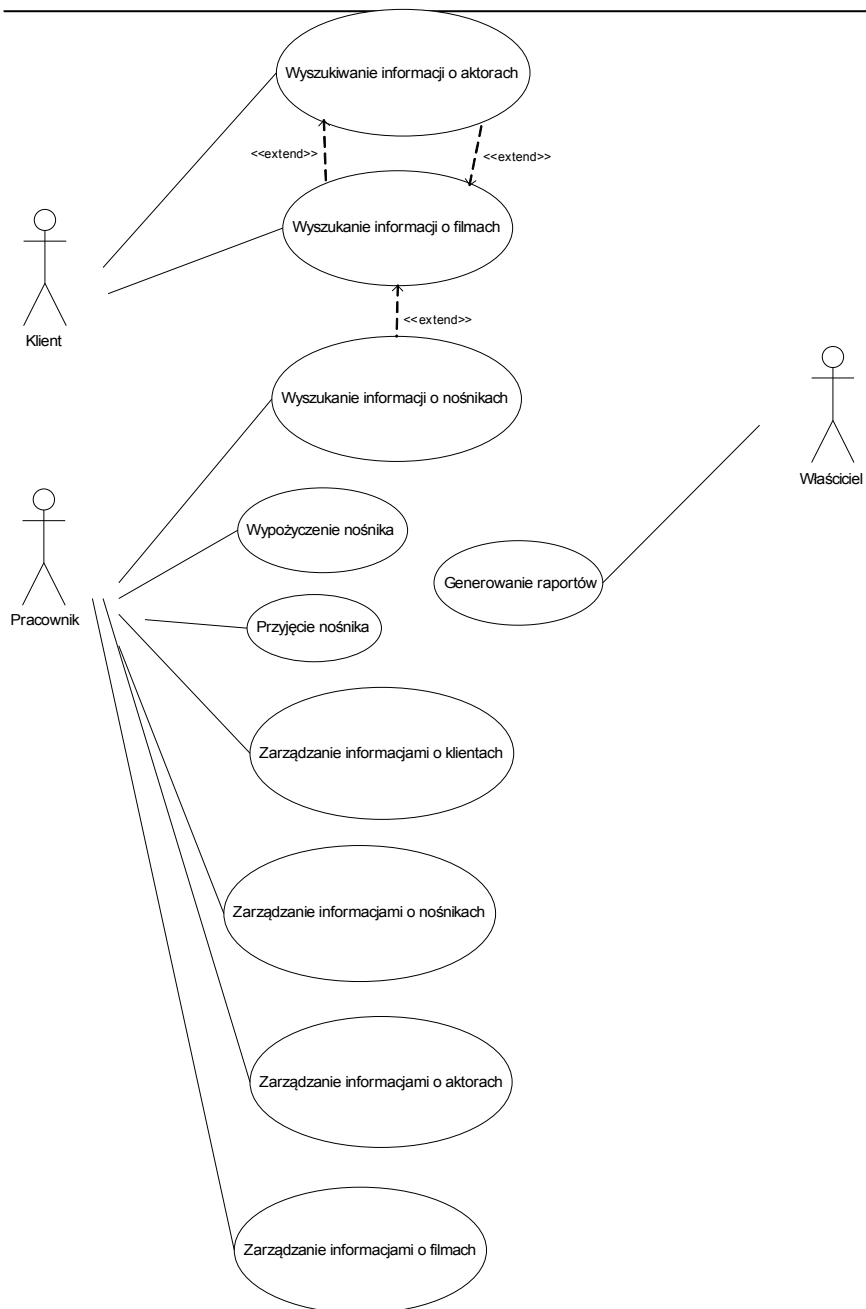 Wyszukiwanie informacji o aktorach
<<extend>>
<<extend>>
Wyszukanie informacji o filmach
<<extend>>
Klient
Wyszukanie informacji o nośnikach
Właściciel
Wypożyczenie nośnika
Generowanie raportów
Pracownik
Przyjęcie nośnika
Zarządzanie informacjami o klientach
Zarządzanie informacjami o nośnikach
Zarządzanie informacjami o aktorach
Zarządzanie informacjami o filmach